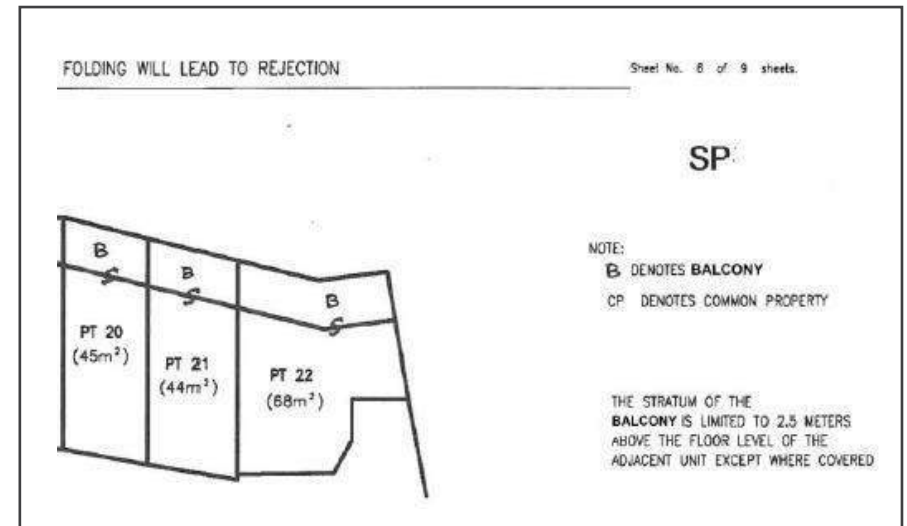 FOLDING WILL LEAD TO REJECTION
Sheet No. 6 of 9 sheets.
SP
NOTE:
B DENOTES BALCONY
CP DENOTES COMMON PROPERTY
B
B
B
PT 20
(45m²)
PT 21
(44m²)
PT 22
(68m²)
THE STRATUM OF THE
BALCONY IS LIMITED TO 2.5 METERS
ABOVE THE FLOOR LEVEL OF THE
ADJACENT UNIT EXCEPT WHERE COVERED